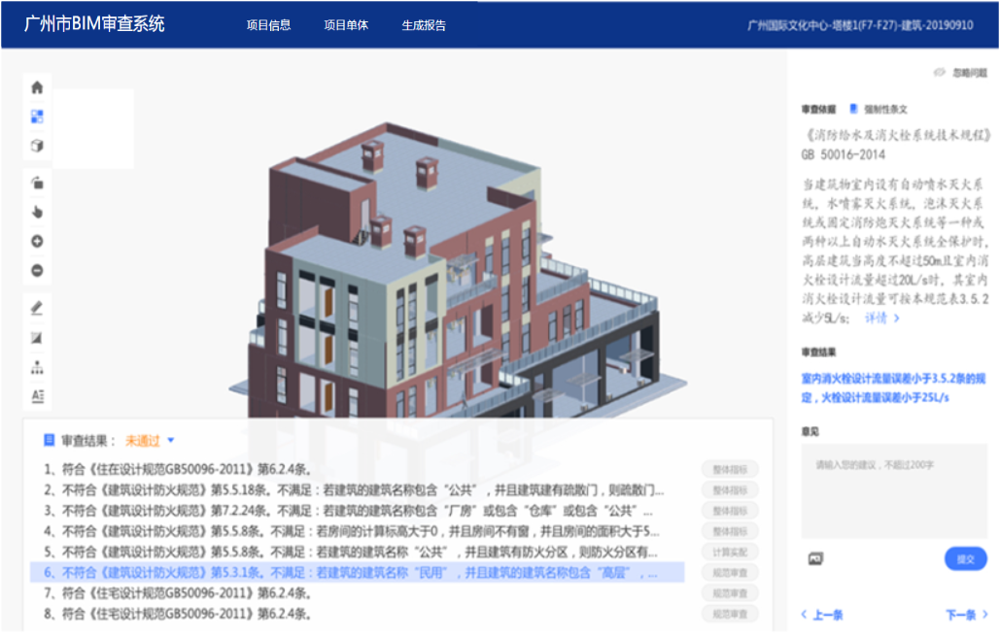 广州市BIM审查系统
项目信息
项目单体
生成报告
广州国际文化中心-塔楼1(F7-F27)-建筑-20190910
忽略问题
审查依据
强制性条文
《消防给水及消火栓系统技术规程》
GB 50016-2014
当建筑物室内设有自动喷水灭火系
统，水喷雾灭火系统，泡沫灭火系
统或固定消防炮灭火系统等一种或
两种以上自动水灭火系统全保护时，
高层建筑当高度不超过50m且室内消
火栓设计流量超过20L/s时，其室内
消火栓设计流量可按本规范表3.5.2
减少5L/s； 详情 >
审查结果
室内消火栓设计流量误差小于3.5.2条的规
定，火栓设计流量误差小于25L/s
意见
请输入您的建议，不超过200字
提交
< 上一条
下一条 >
审查结果： 未通过
1、符合《住在设计规范GB50096-2011》第6.2.4条。
整体指标
2、不符合《建筑设计防火规范》第5.5.18条。不满足：若建筑的建筑名称包含“公共”，并且建筑建有疏散门，则疏散门...
整体指标
3、不符合《建筑设计防火规范》第7.2.24条。不满足：若建筑的建筑名称包含“厂房”或包含“仓库”或包含“公共”...
整体指标
4、不符合《建筑设计防火规范》第5.5.8条。不满足：若房间的计算标高大于0，并且房间不有窗，并且房间的面积大于5...
整体指标
5、不符合《建筑设计防火规范》第5.5.8条。不满足：若建筑的建筑名称“公共”，并且建筑有防火分区，则防火分区有...
计算实配
6、不符合《建筑设计防火规范》第5.3.1条。不满足：若建筑的建筑名称“民用”，并且建筑的建筑名称包含“高层”，...
规范审查
7、符合《住宅设计规范GB50096-2011》第6.2.4条。
规范审查
8、符合《住宅设计规范GB50096-2011》第6.2.4条。
规范审查